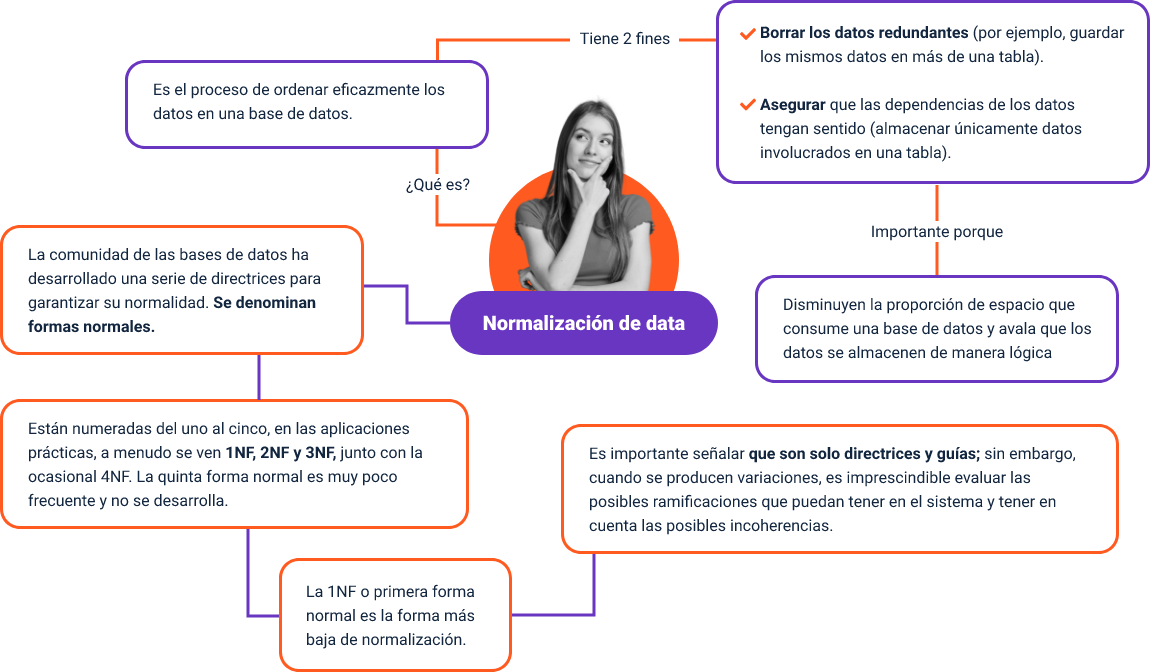 Normalización de data
¿Qué es?
Es el proceso de ordenar eficazmente los
datos en una base de datos.
Tiene 2 fines
Borrar los datos redundantes (por ejemplo, guardar
los mismos datos en más de una tabla).
Asegurar que las dependencias de los datos
tengan sentido (almacenar únicamente datos
involucrados en una tabla).
Importante porque
Disminuyen la proporción de espacio que
consume una base de datos y avala que los
datos se almacenen de manera lógica
La comunidad de las bases de datos ha
desarrollado una serie de directrices para
garantizar su normalidad. Se denominan
formas normales.
Están numeradas del uno al cinco, en las aplicaciones
prácticas, a menudo se ven 1NF, 2NF y 3NF, junto con la
ocasional 4NF. La quinta forma normal es muy poco
frecuente y no se desarrolla.
La 1NF o primera forma
normal es la forma más
baja de normalización.
Es importante señalar que son solo directrices y guías; sin embargo,
cuando se producen variaciones, es imprescindible evaluar las
posibles ramificaciones que puedan tener en el sistema y tener en
cuenta las posibles incoherencias.